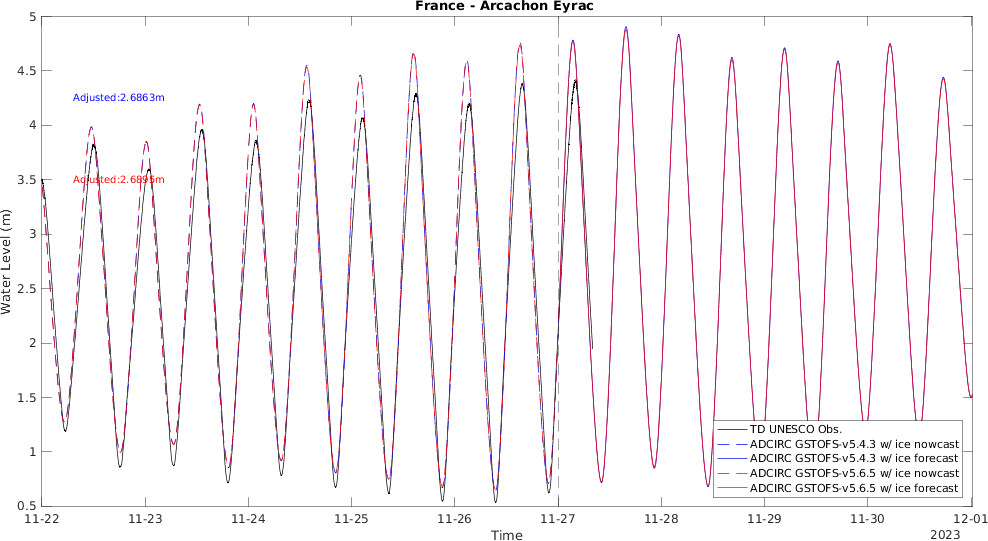 France - Arcachon Eyrac
5
4.5
4
3.5
3
2.5
2
1.5
1
0.5
Water Level (m)
Adjusted:2.6863m
Adjusted:2.6895m
TD UNESCO Obs.
ADCIRC GSTOFS-v5.4.3 w/ ice nowcast
ADCIRC GSTOFS-v5.4.3 w/ ice forecast
ADCIRC GSTOFS-v5.6.5 w/ ice nowcast
ADCIRC GSTOFS-v5.6.5 w/ ice forecast
11-22 11-23 11-24 11-25 11-26 11-27 11-28 11-29 11-30 12-01
Time
2023